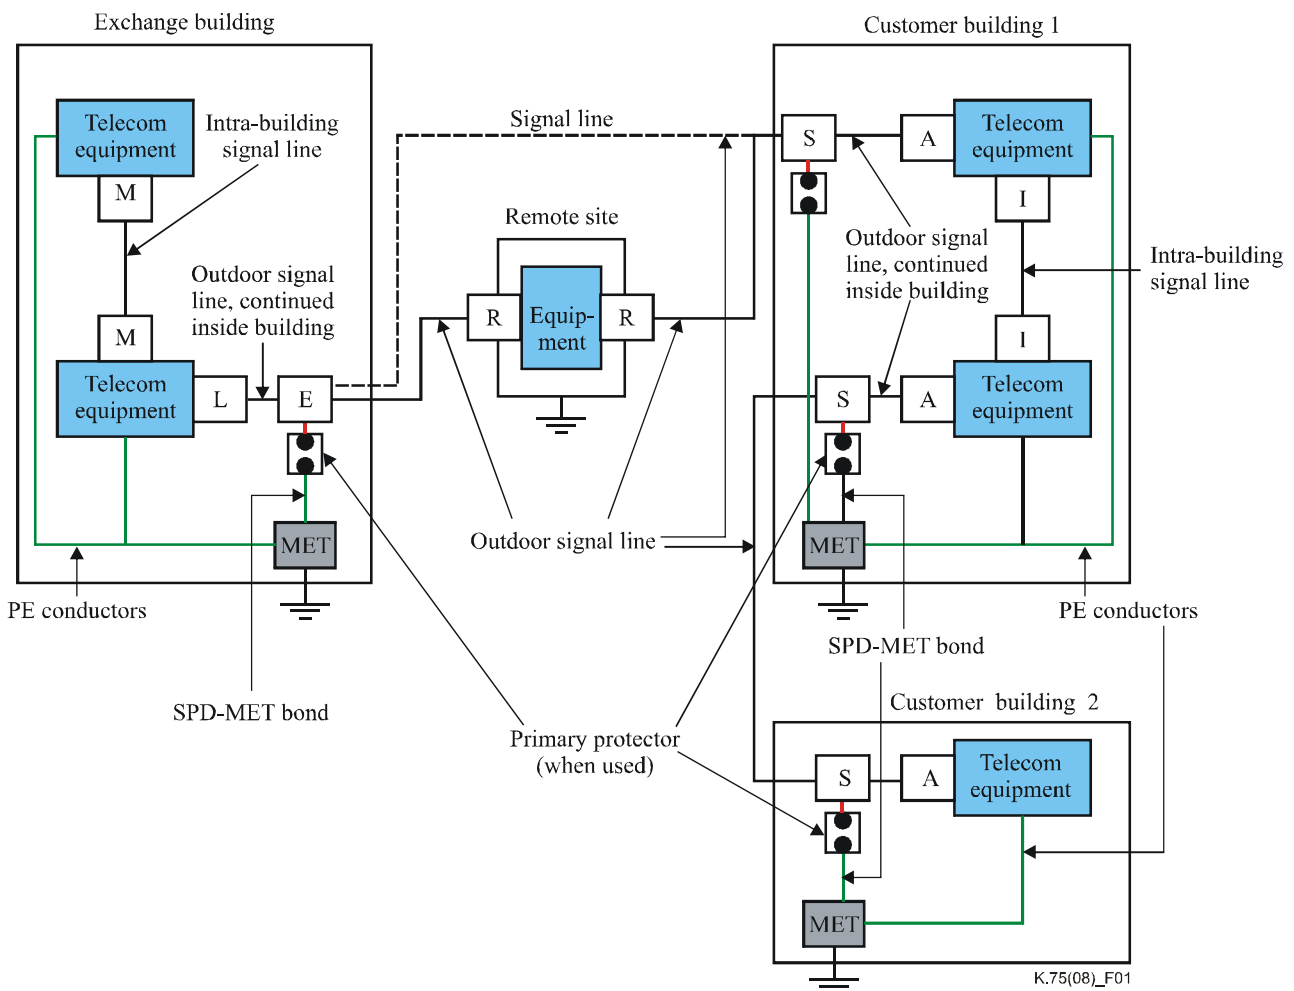 Exchange building
Customer building 1
Telecom
equipment
Intra-building
signal line
Signal line
S
A
Telecom
equipment
M
I
Remote site
Outdoor signal
line, continued
inside building
Outdoor signal
line, continued
inside building
Intra-building
signal line
R
Equip-
ment
R
M
I
Telecom
equipment
L
E
S
A
Telecom
equipment
MET
Outdoor signal line
MET
PE conductors
PE conductors
SPD-MET bond
SPD-MET bond
Customer building 2
Primary protector
(when used)
S
A
Telecom
equipment
MET
K.75(08)_F01